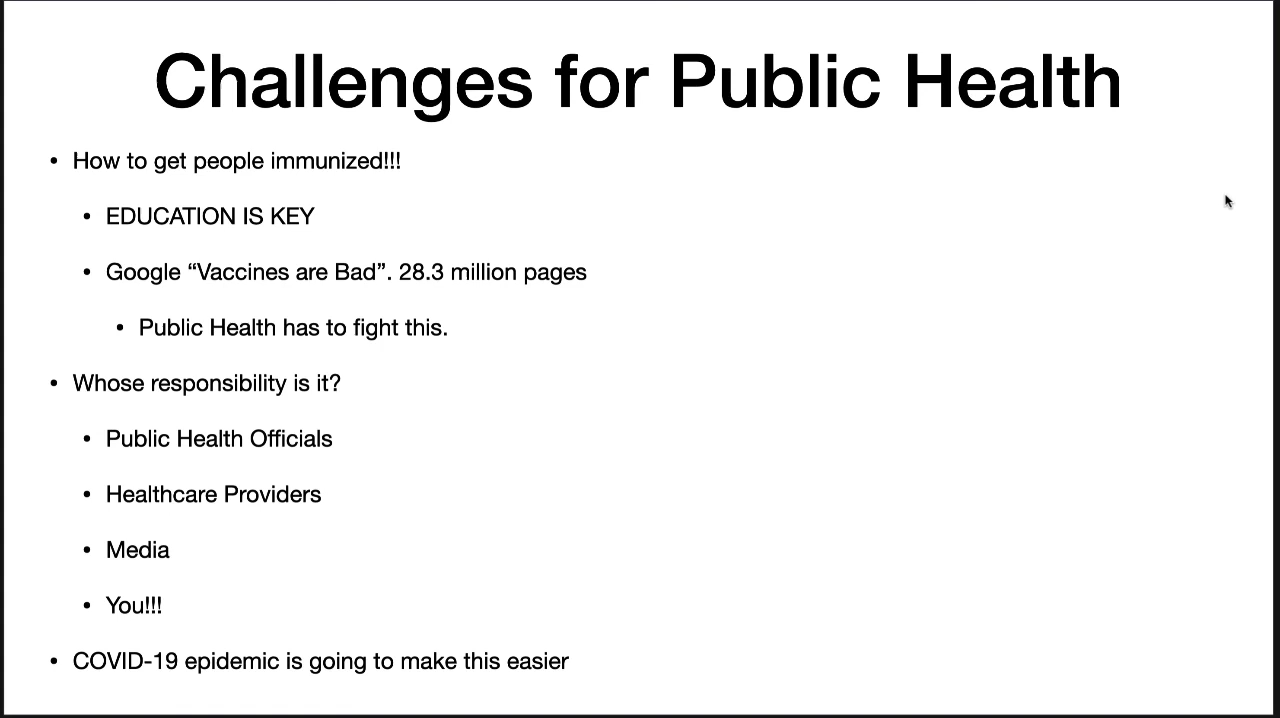 Challenges for Public Health
• How to get people immunized!!!
• EDUCATION IS KEY
• Google “Vaccines are Bad”. 28.3 million pages
• Public Health has to fight this.
• Whose responsibility is it?
• Public Health Officials
• Healthcare Providers
• Media
• You!!!
• COVID-19 epidemic is going to make this easier